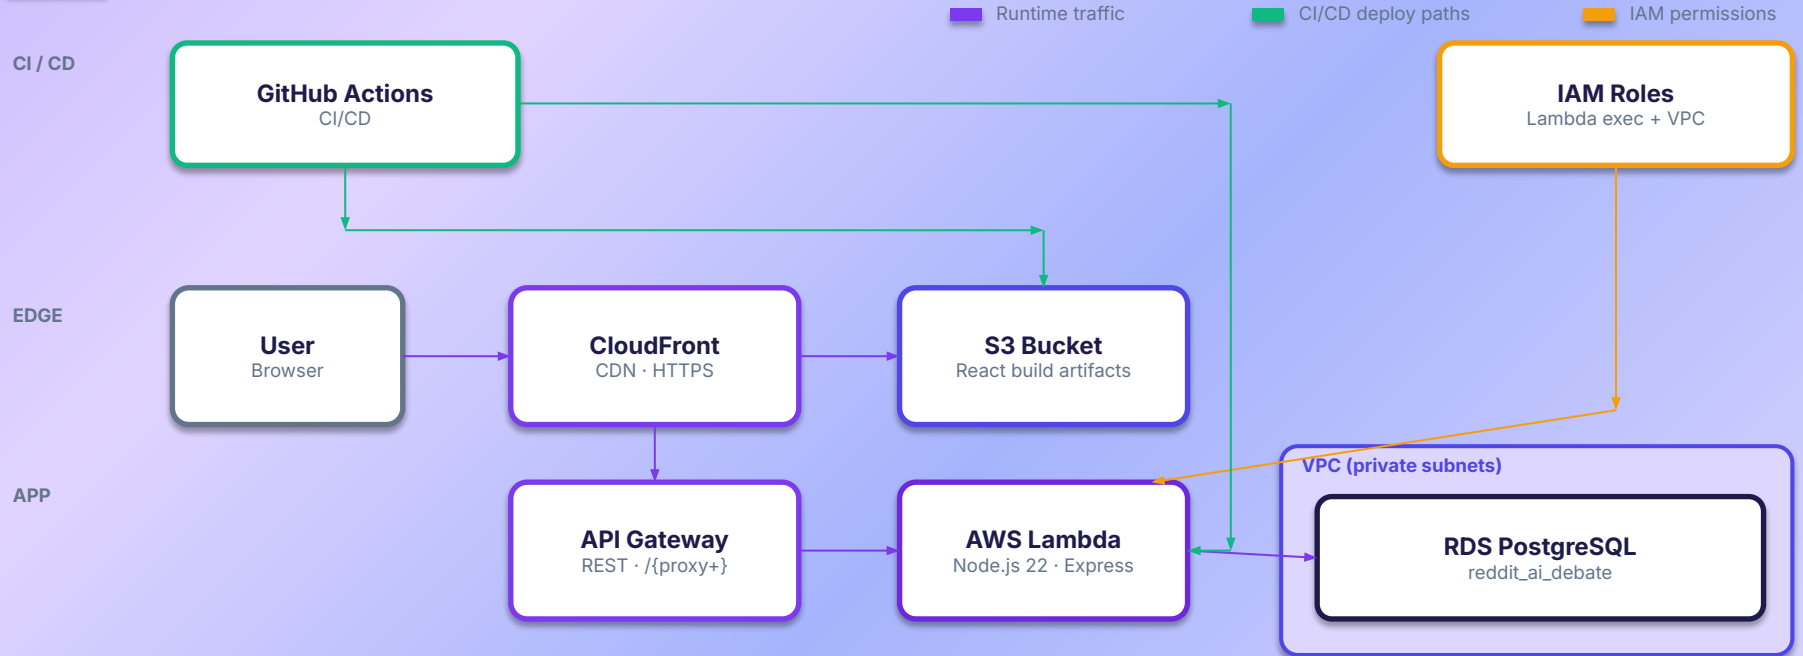 Runtime traffic
CI/CD deploy paths
IAM permissions
CI / CD
GitHub Actions
CI/CD
IAM Roles
Lambda exec + VPC
EDGE
User
Browser
CloudFront
CDN · HTTPS
S3 Bucket
React build artifacts
APP
API Gateway
REST · /{proxy+}
AWS Lambda
Node.js 22 · Express
VPC (private subnets)
RDS PostgreSQL
reddit_ai_debate